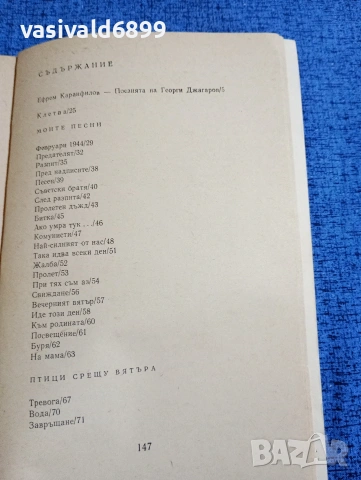 СЪДЪРЖАНИЕ
Ефрем Каранфилов — Поезията на Георги Джагаров/5
Клетва/25
МОИТЕ ПЕСНИ
Февруари 1944/29
Предателят/32
Разпит/35
Пред надписите/38
Песен/39
Съветски братя/40
След разпита/42
Пролетен дъжд/43
Битка/45
Ако умра тук .../46
Комунисти/47
Най-силният от нас/48
Така идва всеки ден/51
Жалба/52
Пролет/53
При тях съм аз/54
Свиждане/56
Вечерният вятър/57
Иде този ден/58
Към родината/60
Посвещение/61
Буря/62
На мама/63
ПТИЦИ СРЕЩУ ВЯТЪРА
Тревога/67
Вода/70
Завръщане/71
147
BAZAR